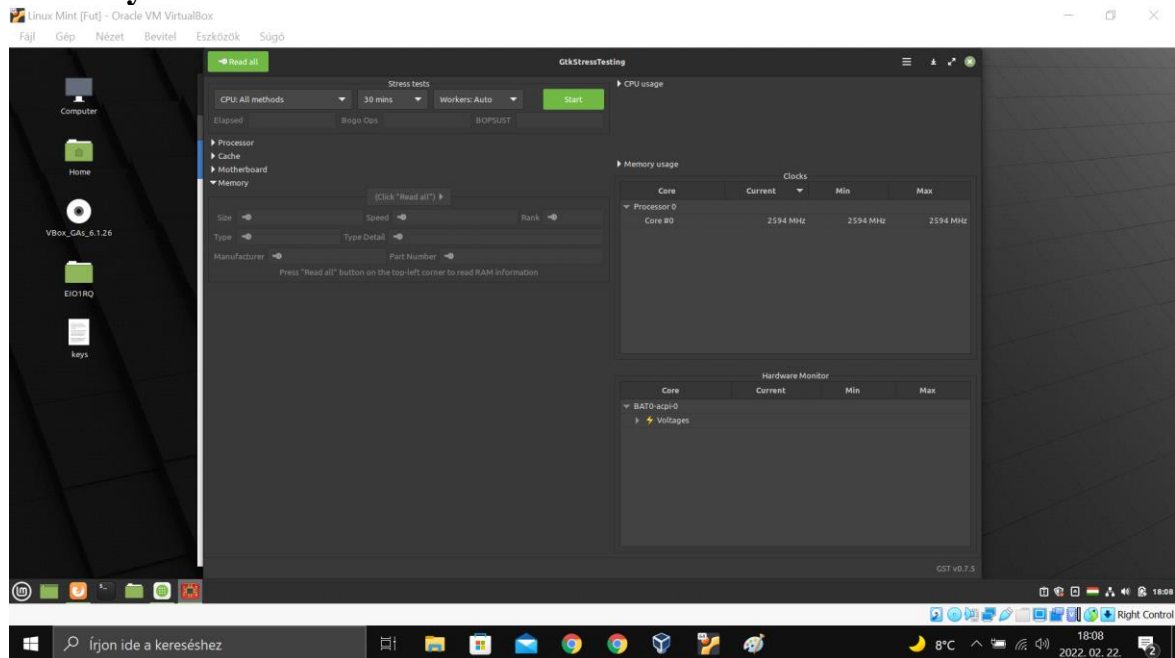 Linux Mint [Fut] - Oracle VM VirtualBox
Fájl Gép Nézet Bevitel Eszközök Súgó
Read all GtkStressTesting
Stress tests
CPU: All methods 30 mins Workers: Auto Start
Elapsed Bogo Ops BOPSUST
Processor
Cache
Motherboard
Memory
(Click "Read all")
Size Speed Rank
Type Type Detail
Manufacturer Part Number
Press "Read all" button on the top-left corner to read RAM information
CPU usage
Memory usage
Clocks
Core Current Min Max
Processor 0
Core #0 2594 MHz 2594 MHz 2594 MHz
Hardware Monitor
Core Current Min Max
BAT0-acpi-0
Voltages
GST v0.7.5
Computer
Home
VBox_GAs_6.1.26
EIO1RQ
keys
18:08
Right Control
Írjon ide a kereséshez
8°C
18:08
2022. 02. 22.
2